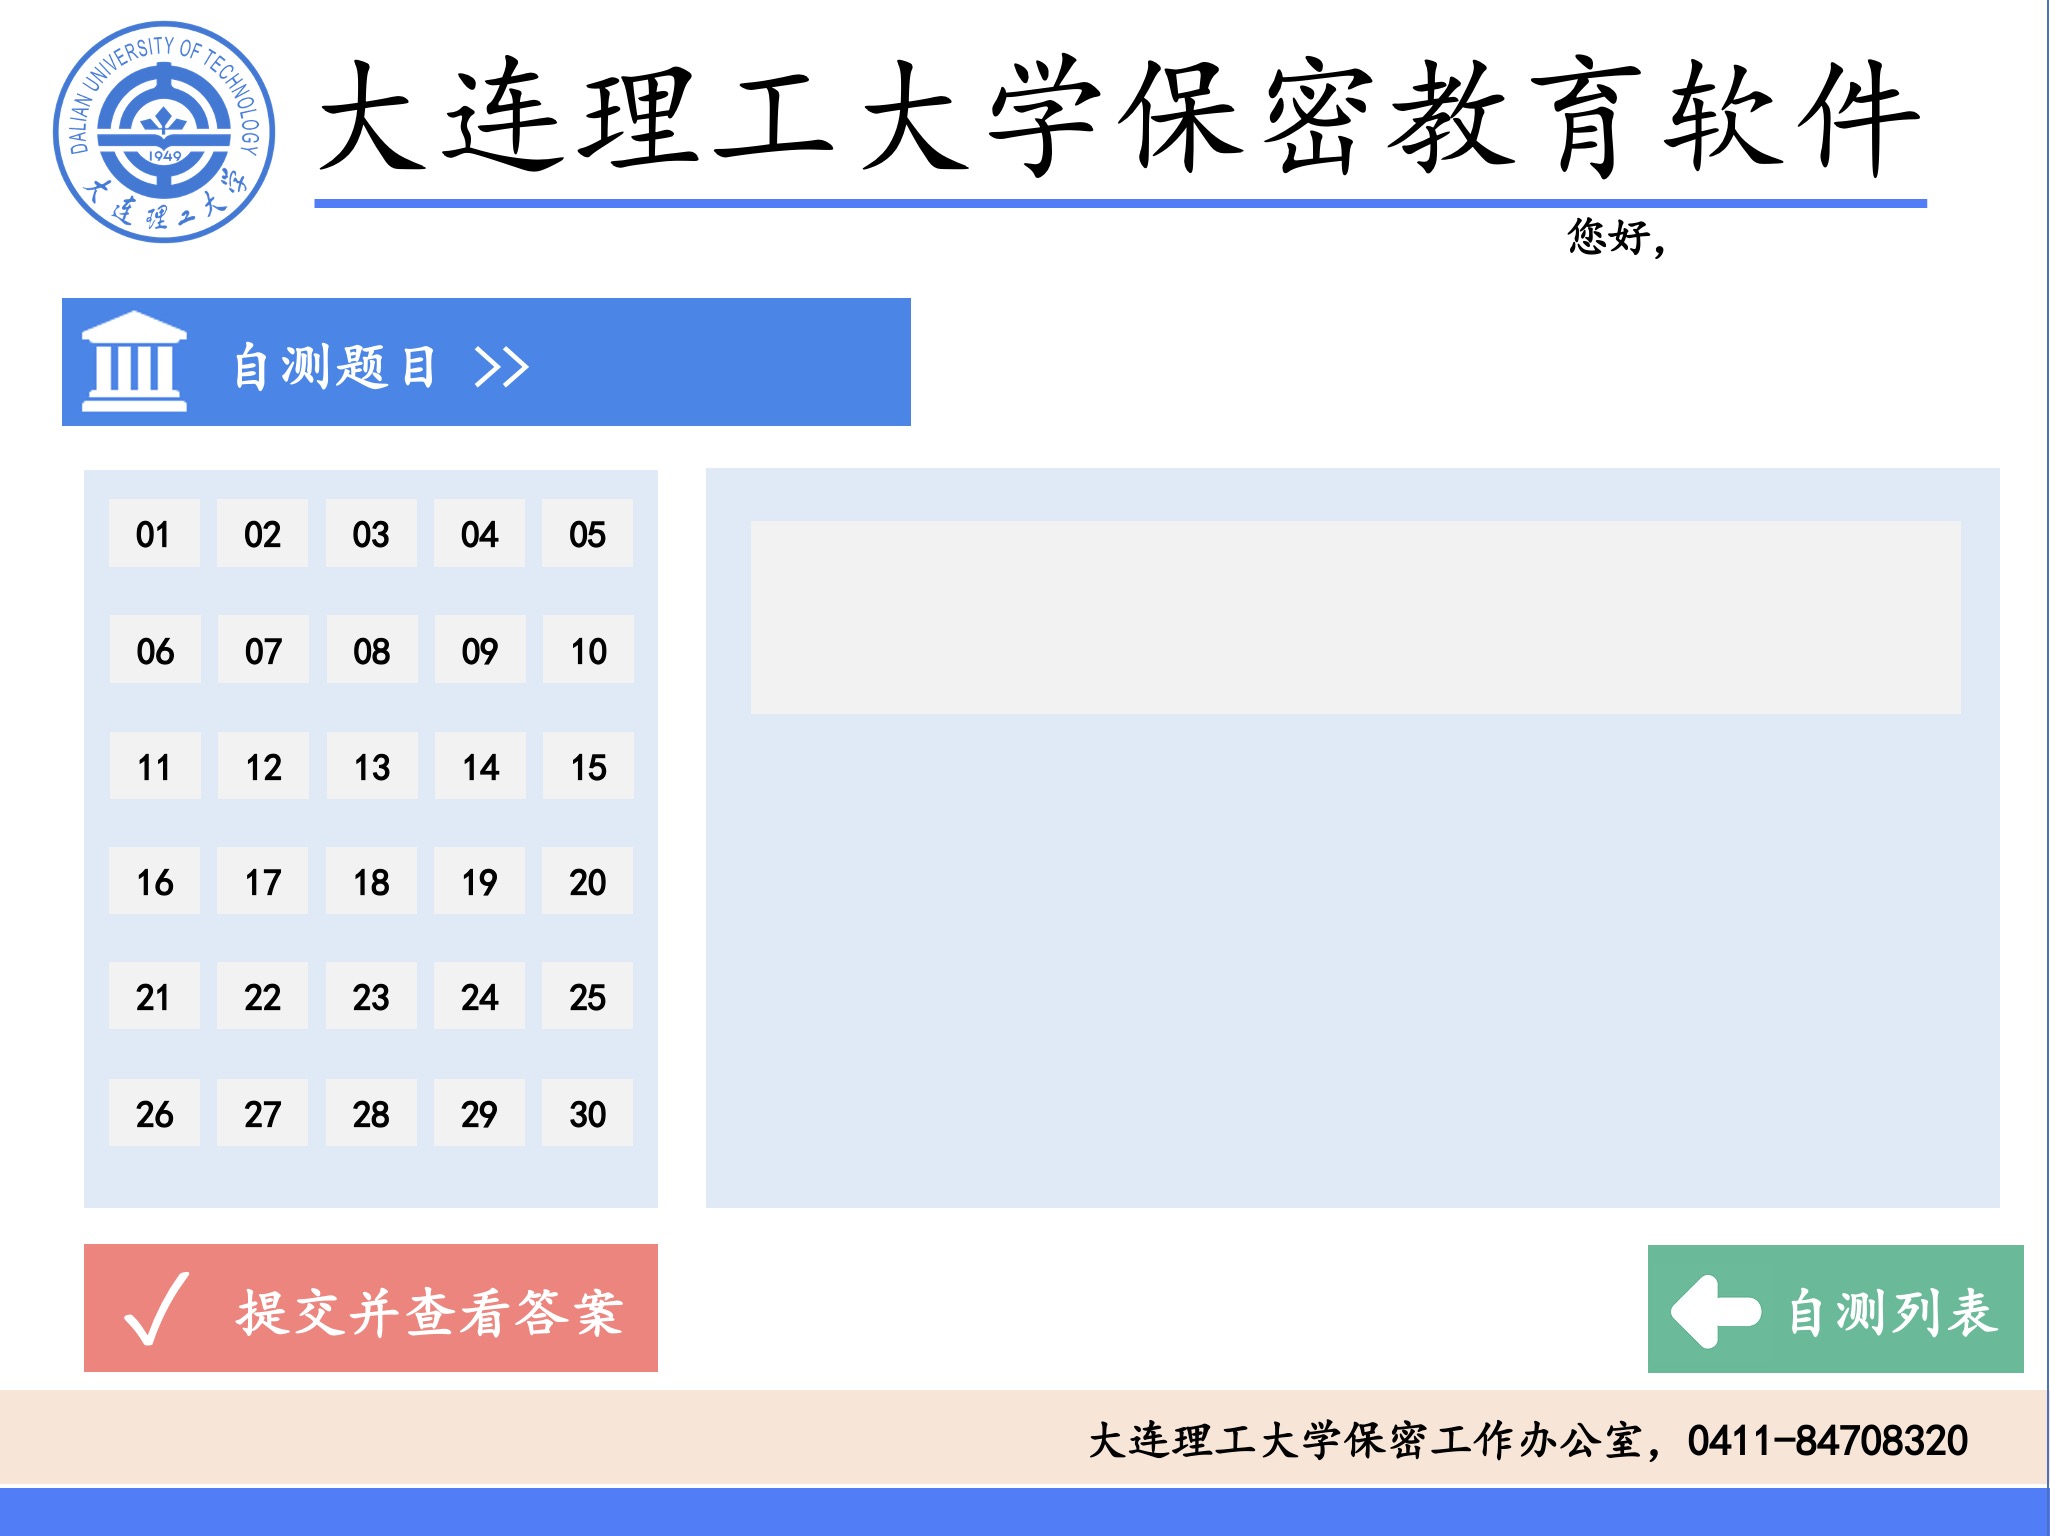 DALIAN UNIVERSITY OF TECHNOLOGY
1949
大连理工大学
大连理工大学保密教育软件
您好，
自测题目 >>
01 02 03 04 05
06 07 08 09 10
11 12 13 14 15
16 17 18 19 20
21 22 23 24 25
26 27 28 29 30
提交并查看答案
自测列表
大连理工大学保密工作办公室，0411-84708320